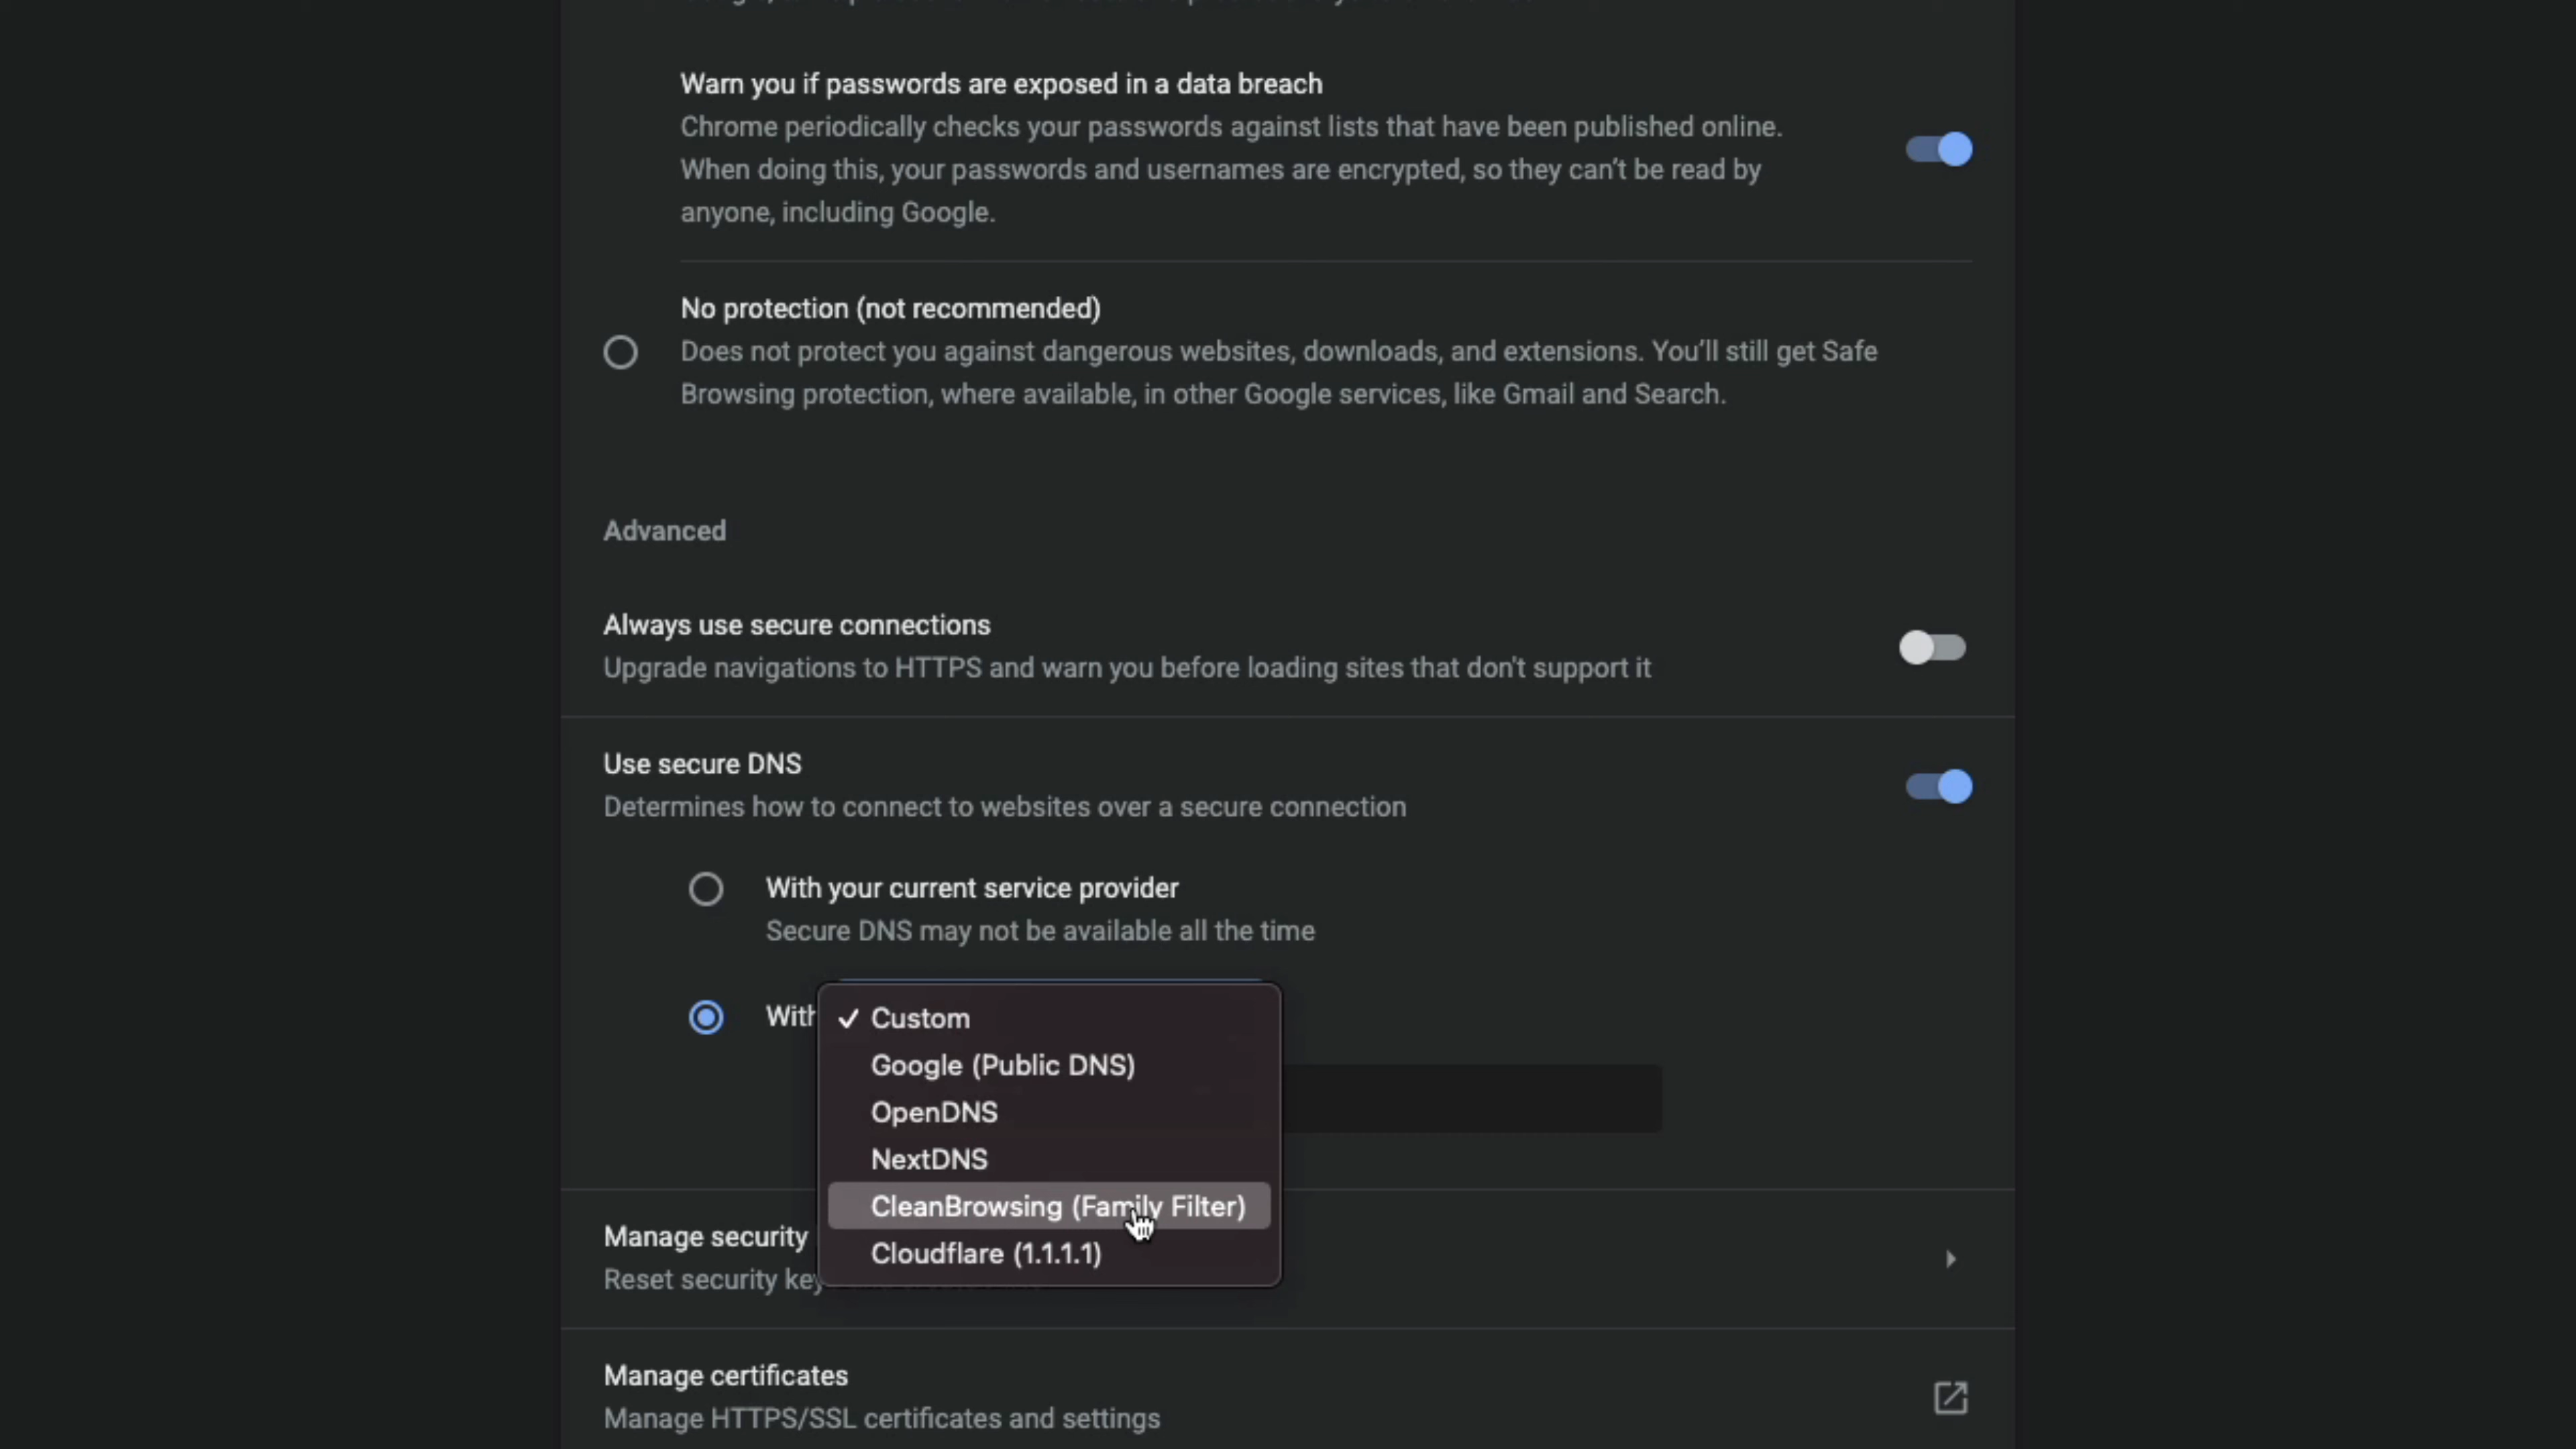 Warn you if passwords are exposed in a data breach
Chrome periodically checks your passwords against lists that have been published online.
When doing this, your passwords and usernames are encrypted, so they can't be read by
anyone, including Google.
No protection (not recommended)
Does not protect you against dangerous websites, downloads, and extensions. You'll still get Safe
Browsing protection, where available, in other Google services, like Gmail and Search.
Advanced
Always use secure connections
Upgrade navigations to HTTPS and warn you before loading sites that don't support it
Use secure DNS
Determines how to connect to websites over a secure connection
With your current service provider
Secure DNS may not be available all the time
With
✓ Custom
Google (Public DNS)
OpenDNS
NextDNS
CleanBrowsing (Family Filter)
Cloudflare (1.1.1.1)
Manage security
Reset security
Manage certificates
Manage HTTPS/SSL certificates and settings